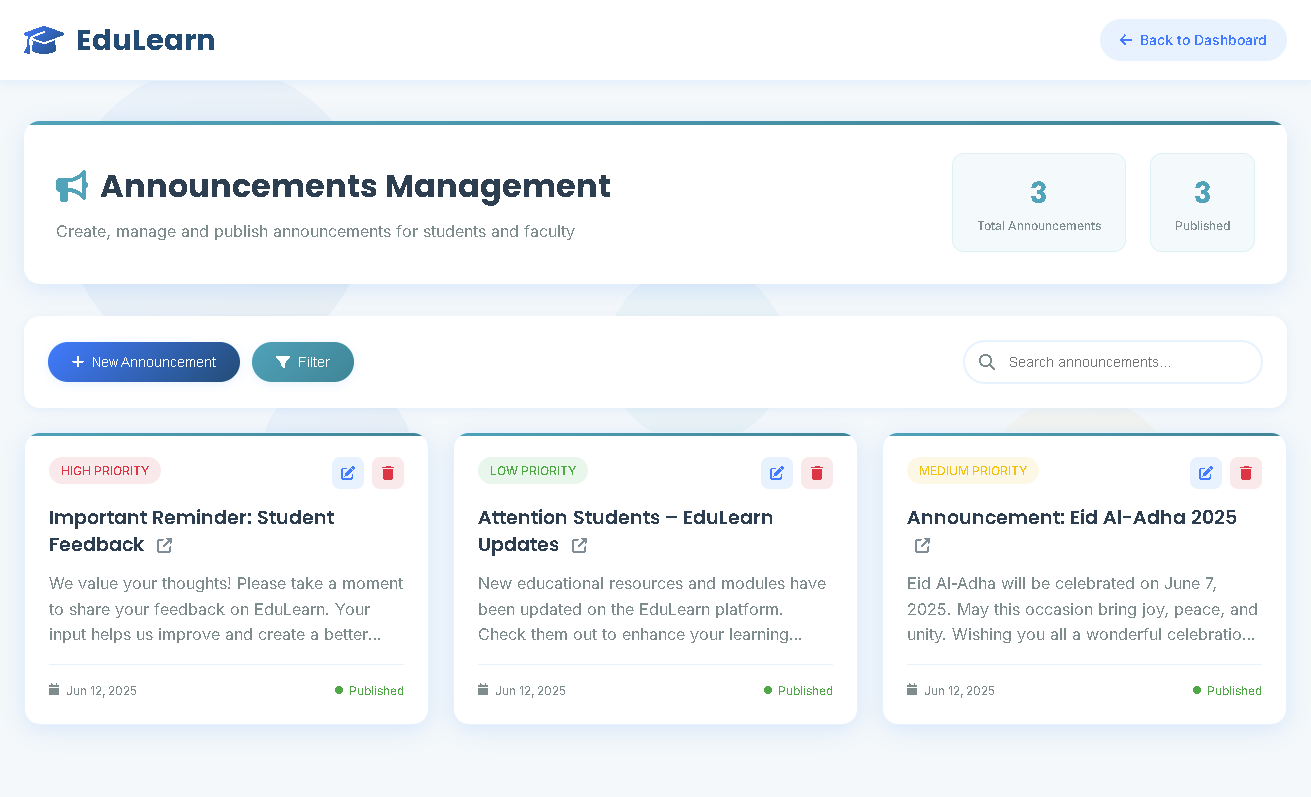 EduLearn
Back to Dashboard
Announcements Management
Create, manage and publish announcements for students and faculty
3
Total Announcements
3
Published
New Announcement
Filter
Search announcements...
HIGH PRIORITY
Important Reminder: Student
Feedback
We value your thoughts! Please take a moment
to share your feedback on EduLearn. Your
input helps us improve and create a better...
Jun 12, 2025
Published
LOW PRIORITY
Attention Students – EduLearn
Updates
New educational resources and modules have
been updated on the EduLearn platform.
Check them out to enhance your learning...
Jun 12, 2025
Published
MEDIUM PRIORITY
Announcement: Eid Al-Adha 2025
Eid Al-Adha will be celebrated on June 7,
2025. May this occasion bring joy, peace, and
unity. Wishing you all a wonderful celebratio...
Jun 12, 2025
Published